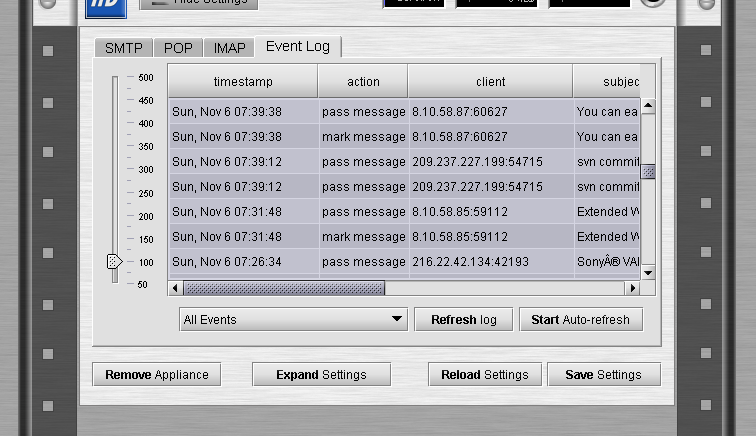 Hide Settings
SMTP POP IMAP Event Log
500
450
400
350
300
250
200
150
100
50
timestamp action client subjec
Sun, Nov 6 07:39:38 pass message 8.10.58.87:60627 You can ea
Sun, Nov 6 07:39:38 mark message 8.10.58.87:60627 You can ea
Sun, Nov 6 07:39:12 pass message 209.237.227.199:54715 svn commit
Sun, Nov 6 07:39:12 pass message 209.237.227.199:54715 svn commit
Sun, Nov 6 07:31:48 pass message 8.10.58.85:59112 Extended W
Sun, Nov 6 07:31:48 mark message 8.10.58.85:59112 Extended W
Sun, Nov 6 07:26:34 pass message 216.22.42.134:42193 SonyÂ® VAI
All Events Refresh log Start Auto-refresh
Remove Appliance Expand Settings Reload Settings Save Settings